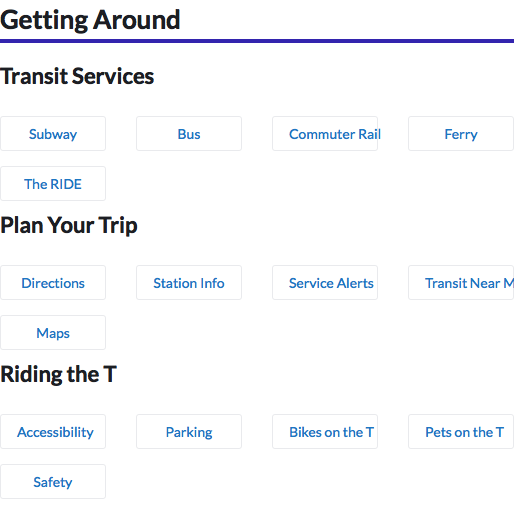 Getting Around
Transit Services
Subway Bus Commuter Rail Ferry
The RIDE
Plan Your Trip
Directions Station Info Service Alerts Transit Near M
Maps
Riding the T
Accessibility Parking Bikes on the T Pets on the T
Safety